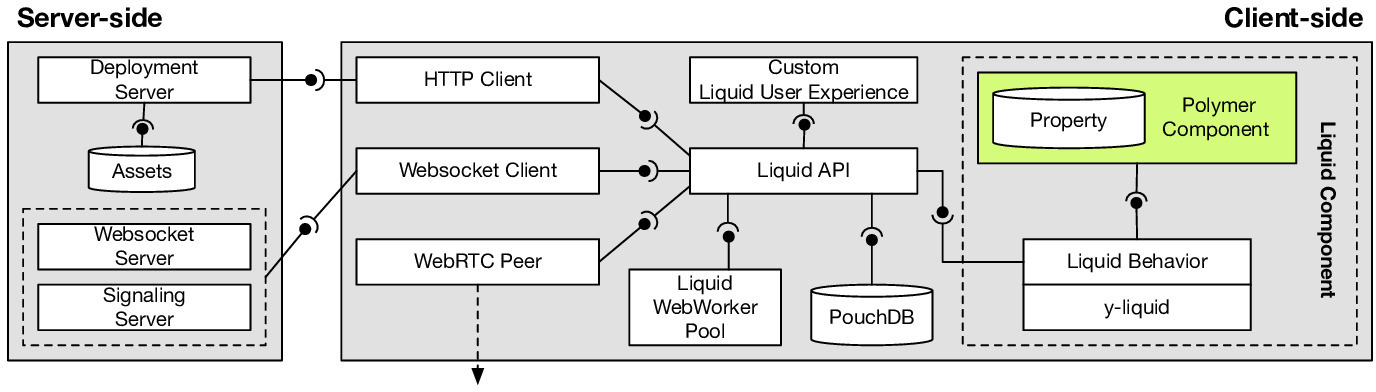 Server-side
Client-side
Deployment
Server
Assets
Websocket
Server
Signaling
Server
HTTP Client
Websocket Client
WebRTC Peer
Custom
Liquid User Experience
Liquid API
Liquid
WebWorker
Pool
PouchDB
Property
Polymer
Component
Liquid Behavior
y-liquid
Liquid Component